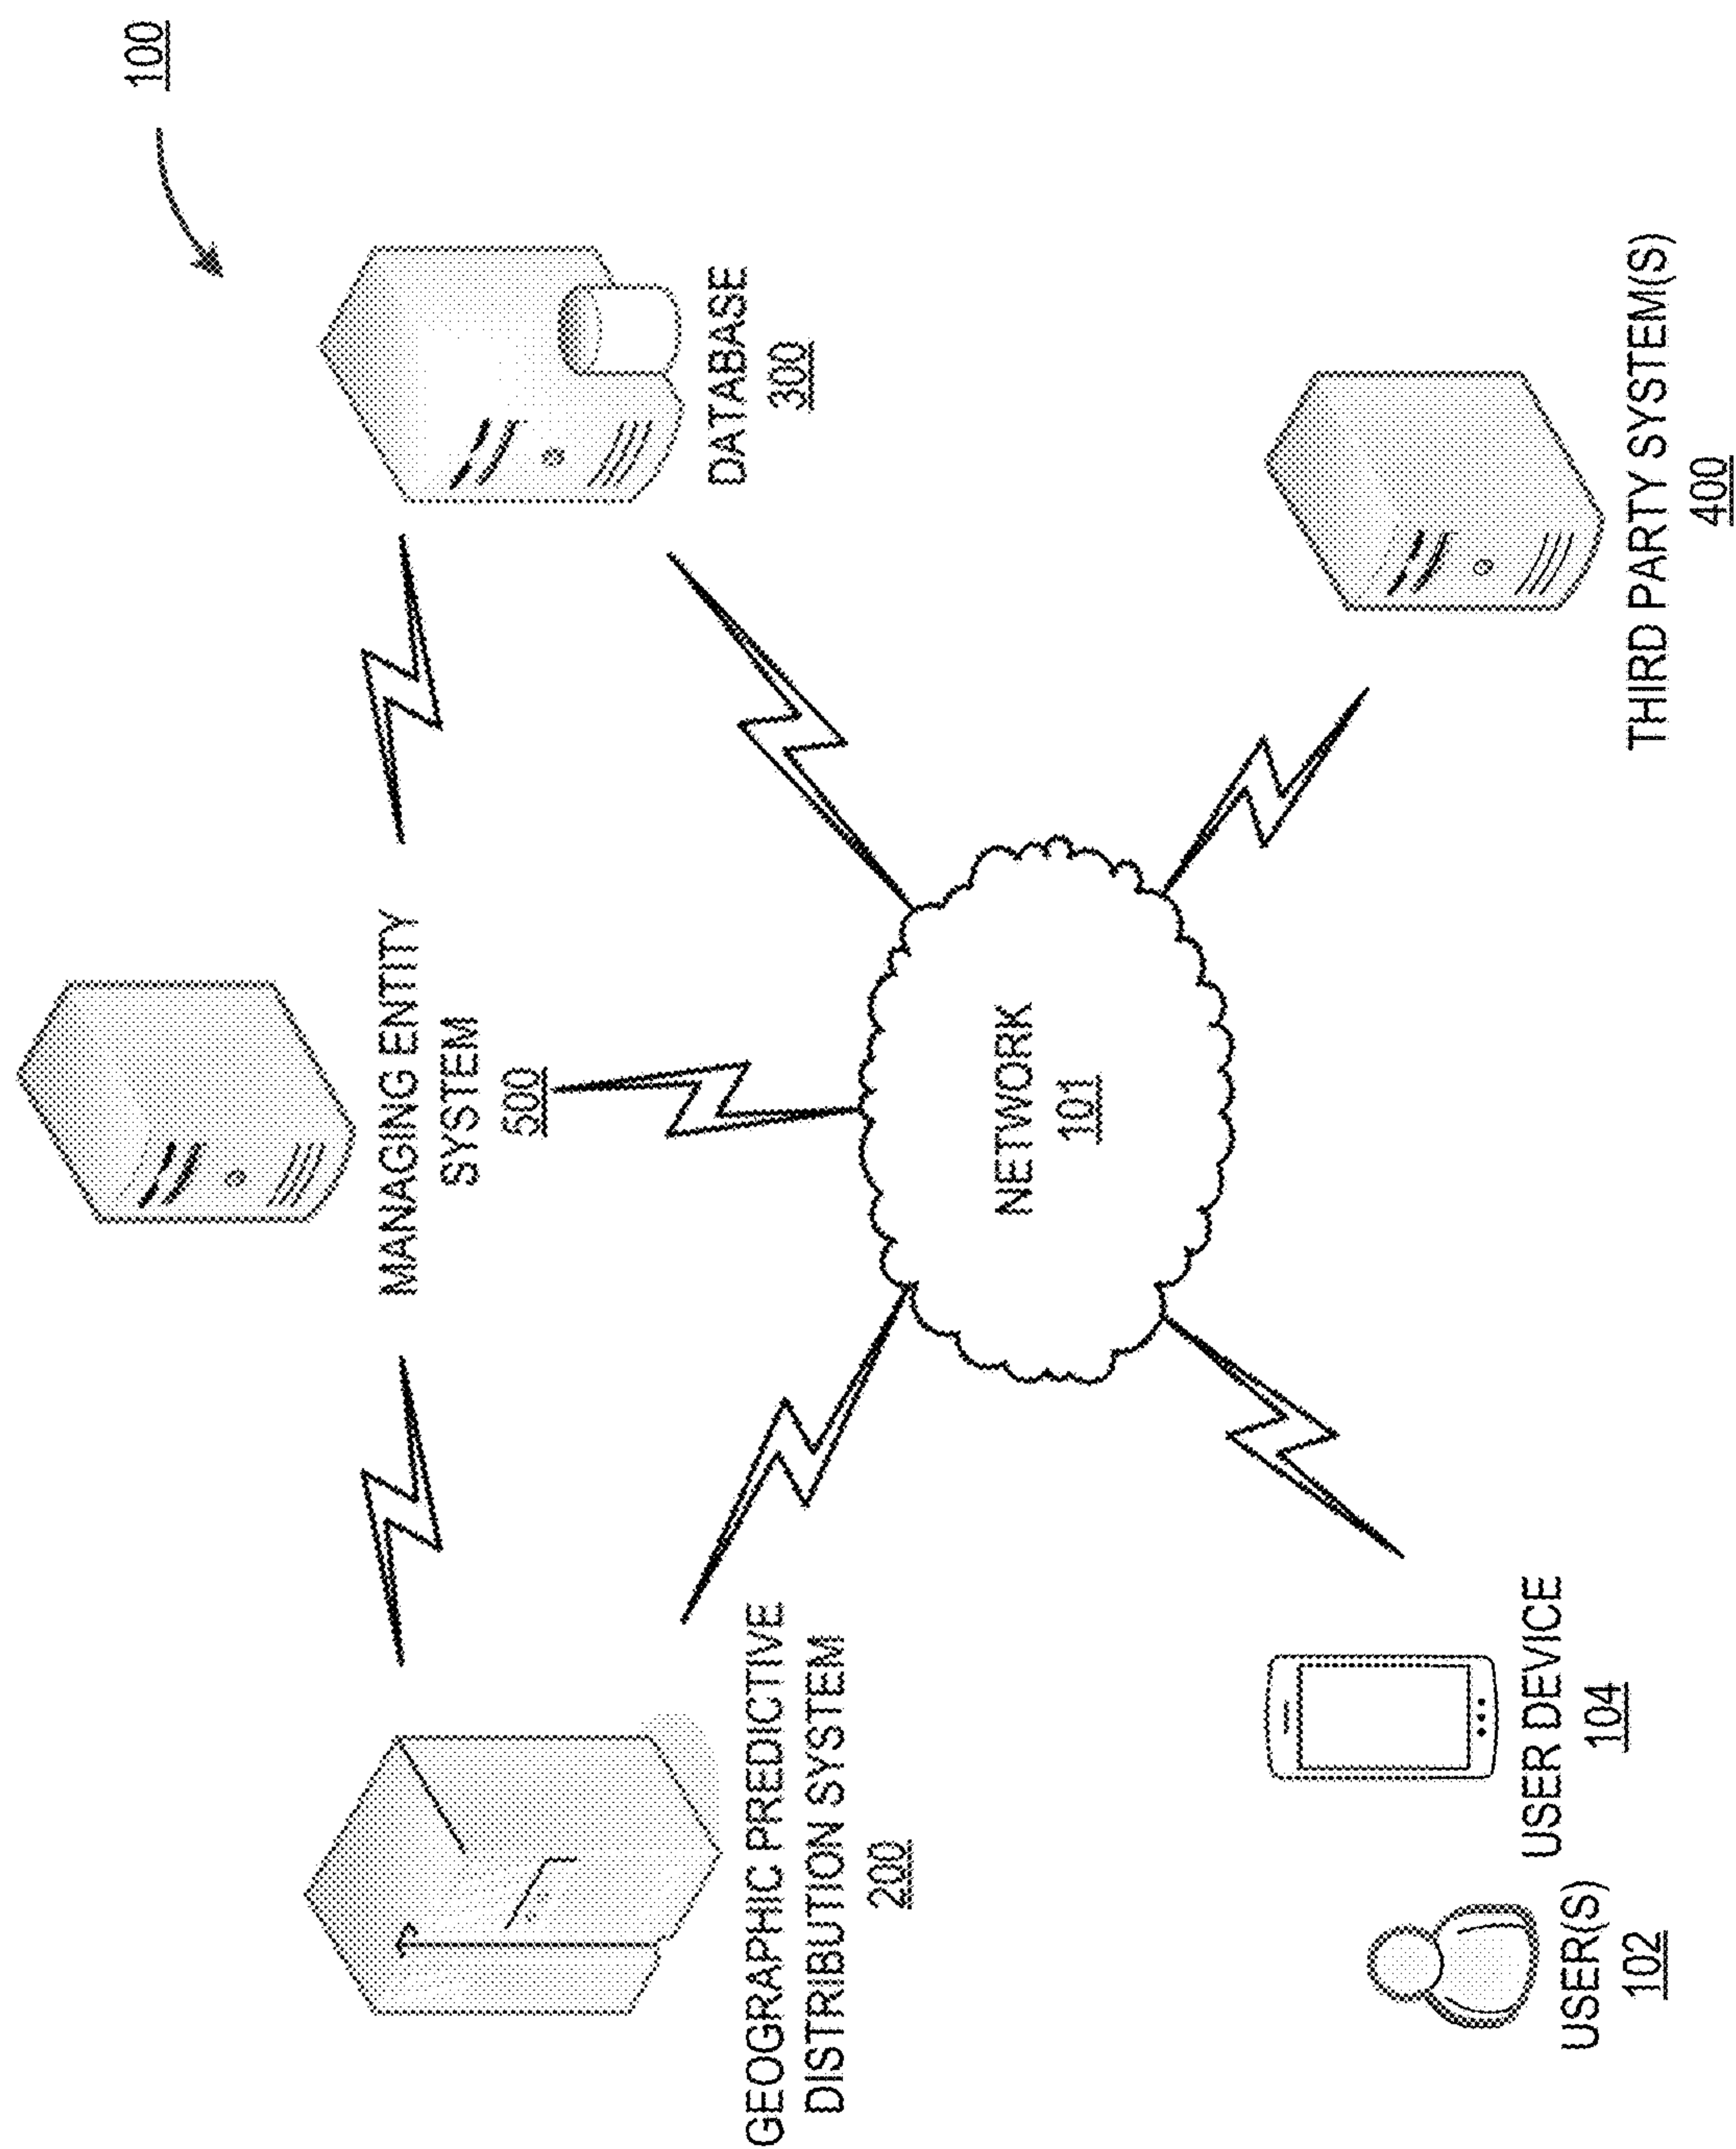 100
MANAGING ENTITY
SYSTEM
500
GEOGRAPHIC PREDICTIVE
DISTRIBUTION SYSTEM
200
DATABASE
300
NETWORK
101
USER(S)
102
USER DEVICE
104
THIRD PARTY SYSTEM(S)
400